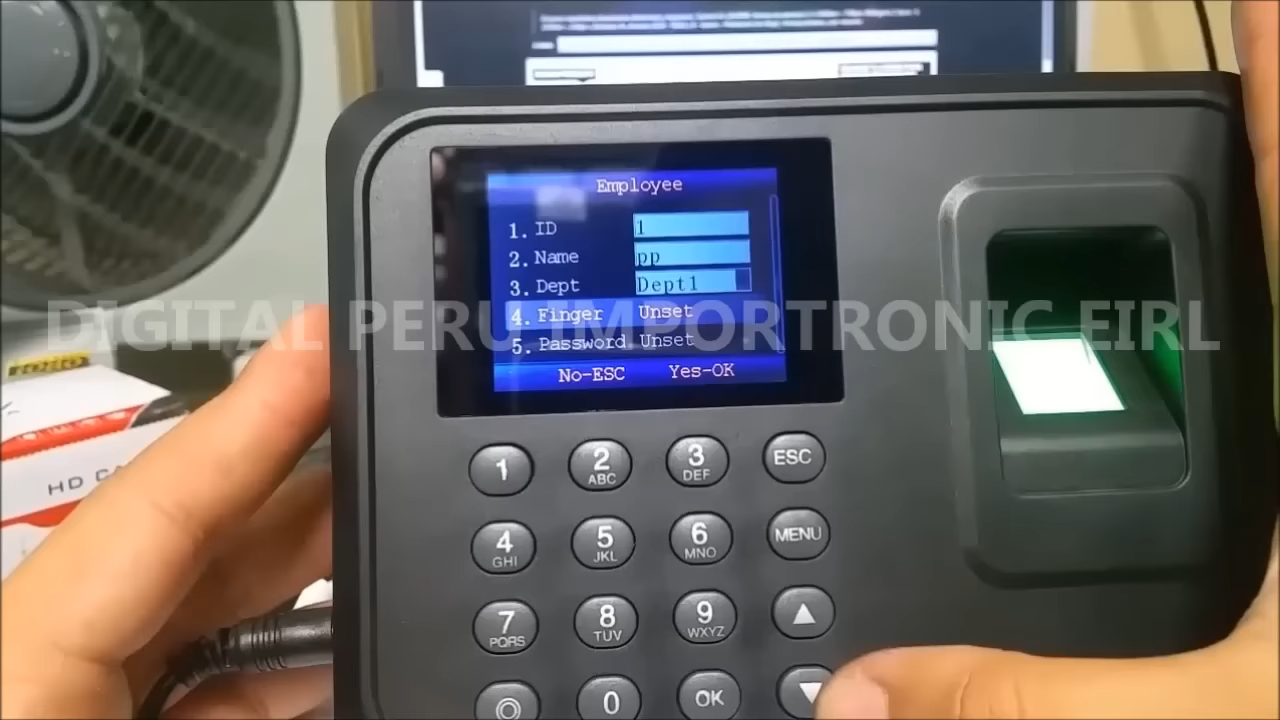 Employee
1. ID 1
2. Name pp
3. Dept Dept1
4. Finger Unset
5. Password Unset
No-ESC Yes-OK
DIGITAL PERU IMPORTRONIC EIRL
HD
1 2 ABC 3 DEF ESC
4 GHI 5 JKL 6 MNO MENU
7 PQRS 8 TUV 9 WXYZ
0 OK